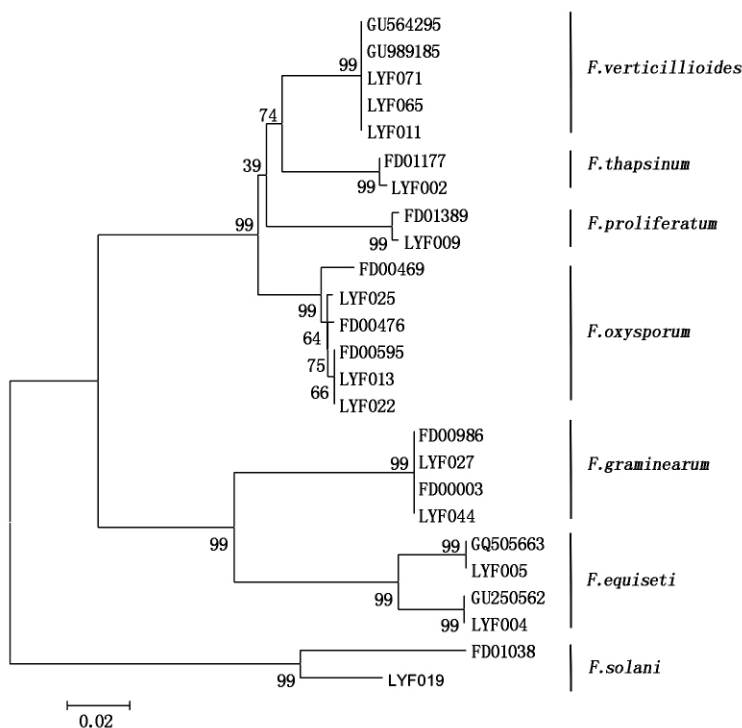 GU564295
GU989185
99
LYF071
F.verticillioides
LYF065
74
LYF011
FD01177
39
F.thapsinum
99
LYF002
FD01389
99
F.proliferatum
99
LYF009
FD00469
LYF025
99
FD00476
F.oxysporum
64
FD00595
75
LYF013
66
LYF022
FD00986
99
LYF027
F.graminearum
FD00003
LYF044
99
GQ505663
99
LYF005
F.equiseti
99
GU250562
99
LYF004
FD01038
F.solani
99
LYF019
0.02